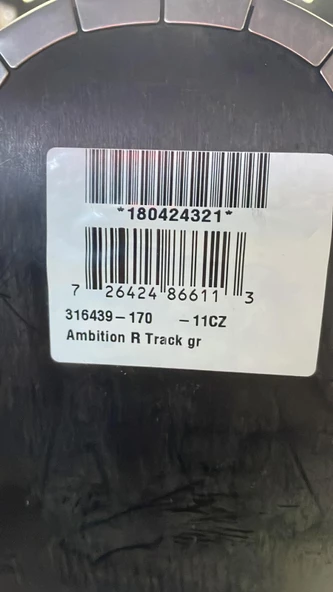 *180424321*
7 26424 86611 3
316439-170 -11CZ
Ambition R Track gr